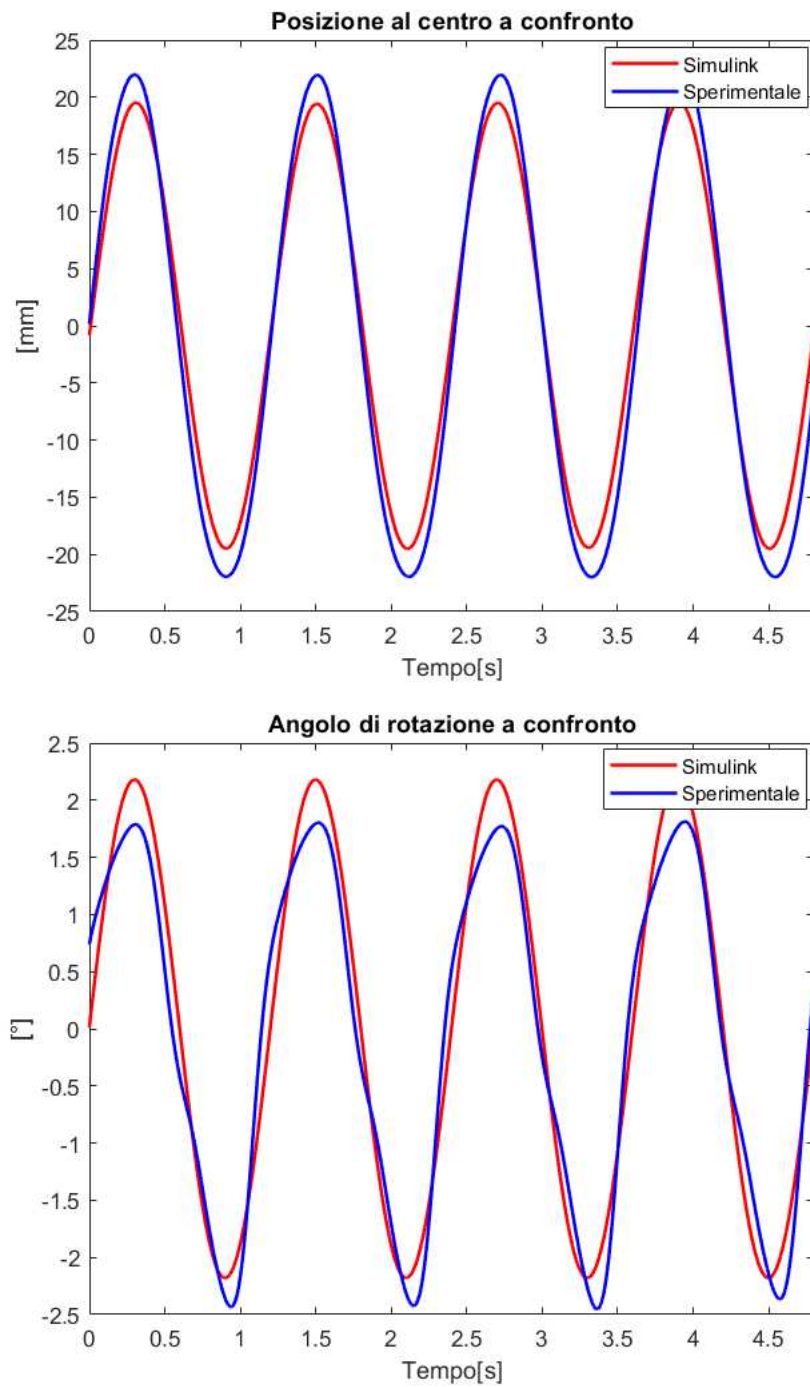 Posizione al centro a confronto
25
20
15
10
5
0
-5
-10
-15
-20
-25
[mm]
Simulink
Sperimentale
0 0.5 1 1.5 2 2.5 3 3.5 4 4.5
Tempo[s]
Angolo di rotazione a confronto
2.5
2
1.5
1
0.5
0
-0.5
-1
-1.5
-2
-2.5
[°]
Simulink
Sperimentale
0 0.5 1 1.5 2 2.5 3 3.5 4 4.5
Tempo[s]